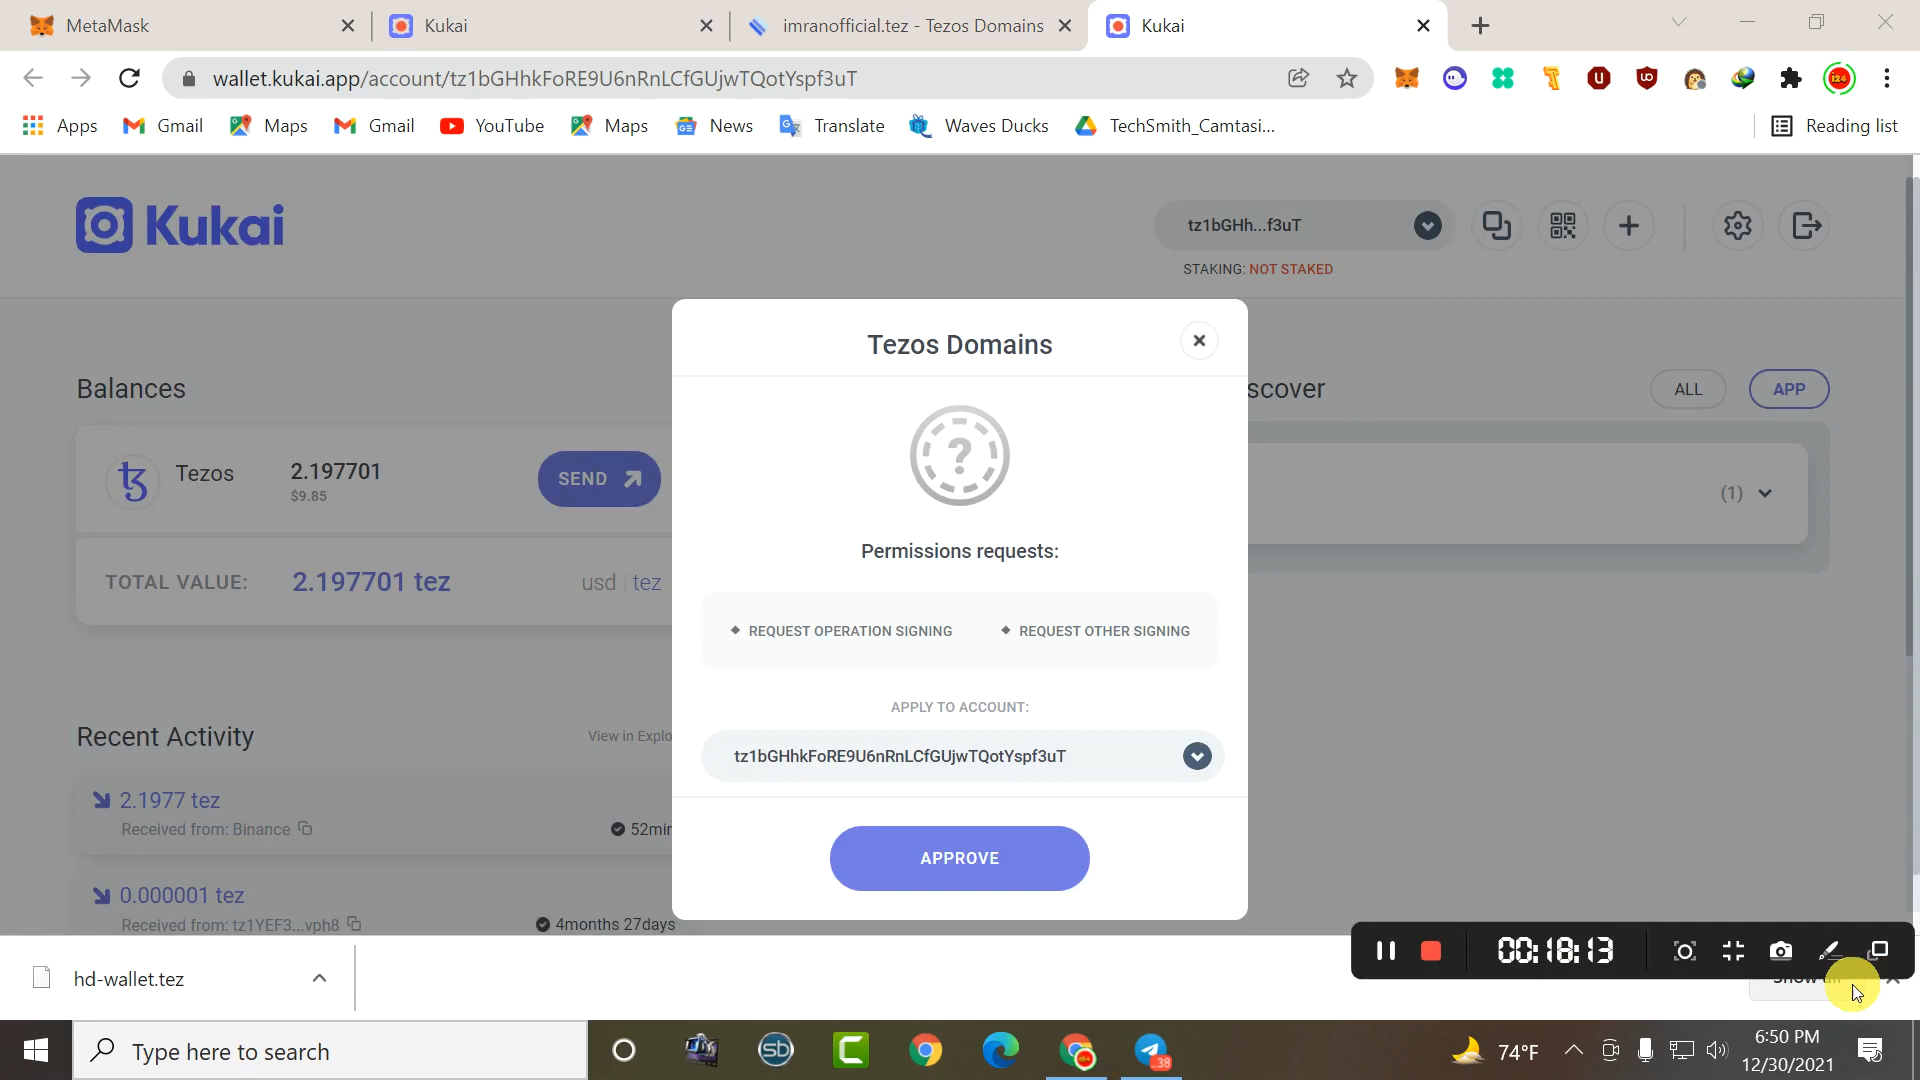 MetaMask
Kukai
imranofficial.tez - Tezos Domains
Kukai
wallet.kukai.app/account/tz1bGHhkFoRE9U6nRnLCfGUjwTQotYspf3uT
Apps
Gmail
Maps
Gmail
YouTube
Maps
News
Translate
Waves Ducks
TechSmith_Camtasi...
Reading list
Kukai
tz1bGHh...f3uT
STAKING: NOT STAKED
Tezos Domains
Balances
scover
ALL
APP
Tezos
2.197701
$9.85
SEND
(1)
TOTAL VALUE:
2.197701 tez
usd | tez
Permissions requests:
REQUEST OPERATION SIGNING
REQUEST OTHER SIGNING
APPLY TO ACCOUNT:
tz1bGHhkFoRE9U6nRnLCfGUjwTQotYspf3uT
APPROVE
Recent Activity
View in Explo
2.1977 tez
Received from: Binance
52min
0.000001 tez
Received from: tz1YEF3...vph8
4months 27days
00:18:13
hd-wallet.tez
Show all
Type here to search
74°F
6:50 PM
12/30/2021